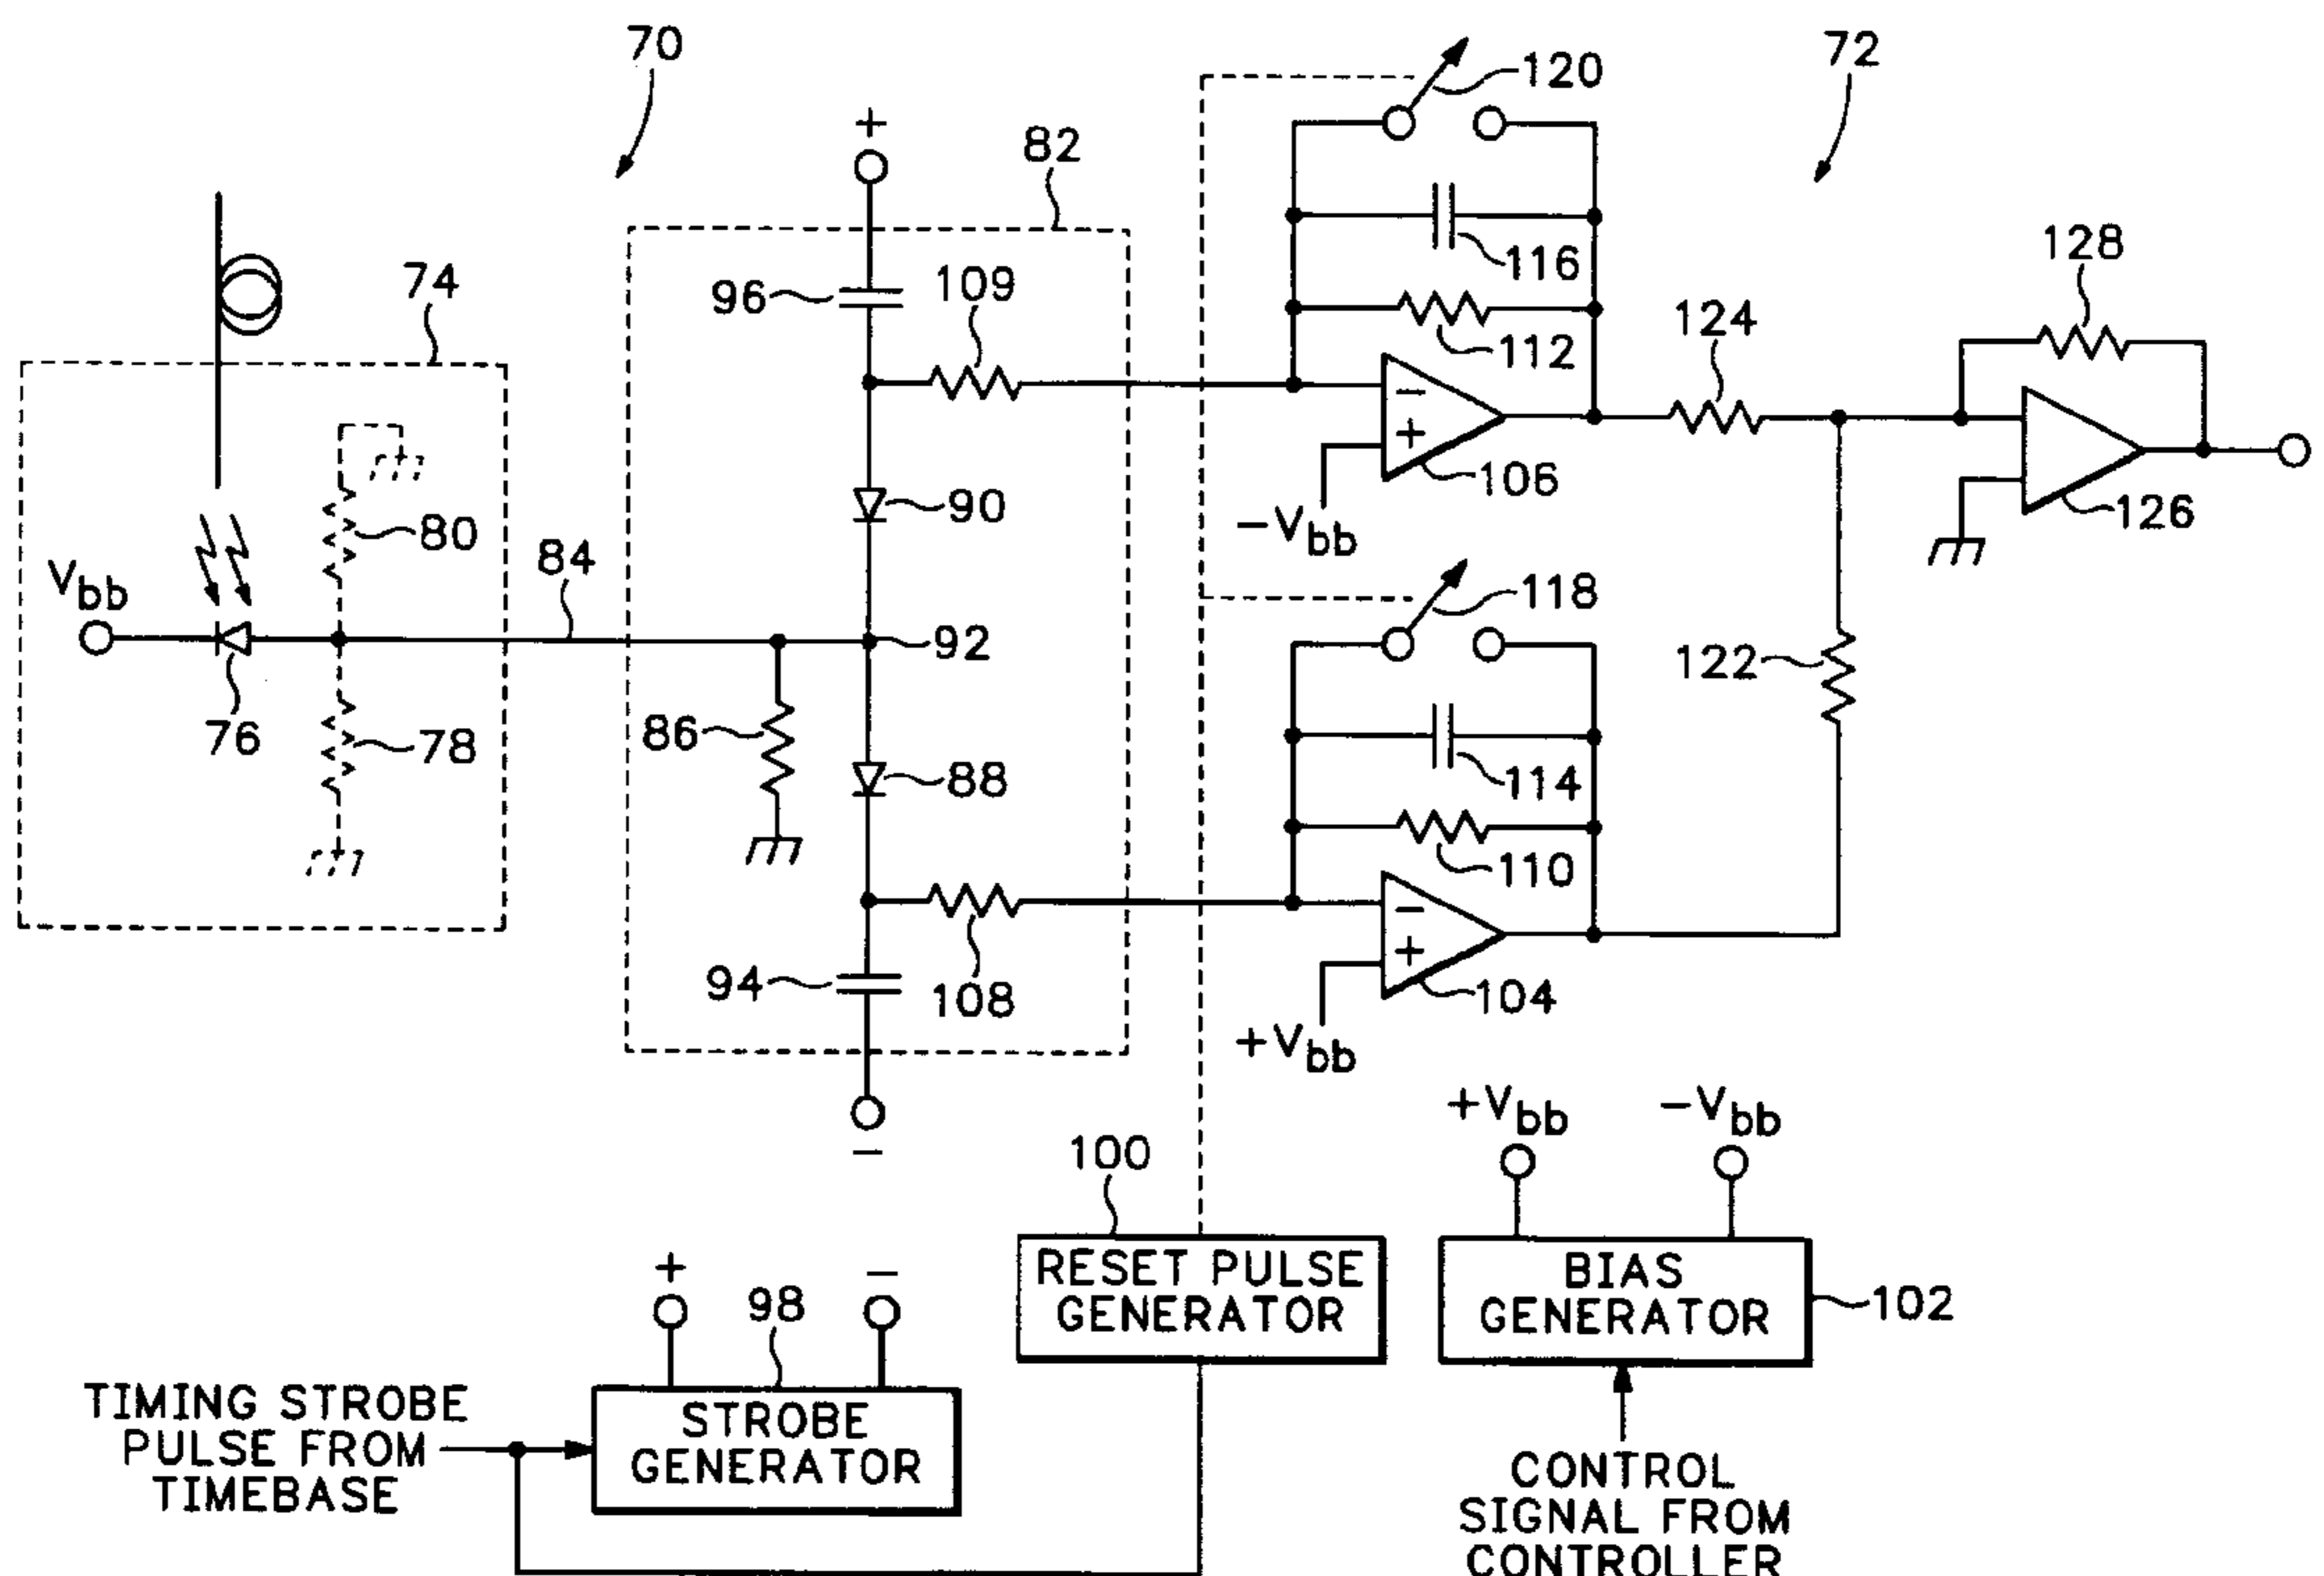 70
72
120
+
82
116
128
74
96
109
124
112
−
+
106
−Vbb
126
80
90
Vbb
84
118
92
122
76
78
86
88
114
110
−
+
104
94
108
+Vbb
−
100
+Vbb −Vbb
+ −
98
RESET PULSE
GENERATOR
BIAS
GENERATOR
102
TIMING STROBE
PULSE FROM
TIMEBASE
STROBE
GENERATOR
CONTROL
SIGNAL FROM
CONTROLLER